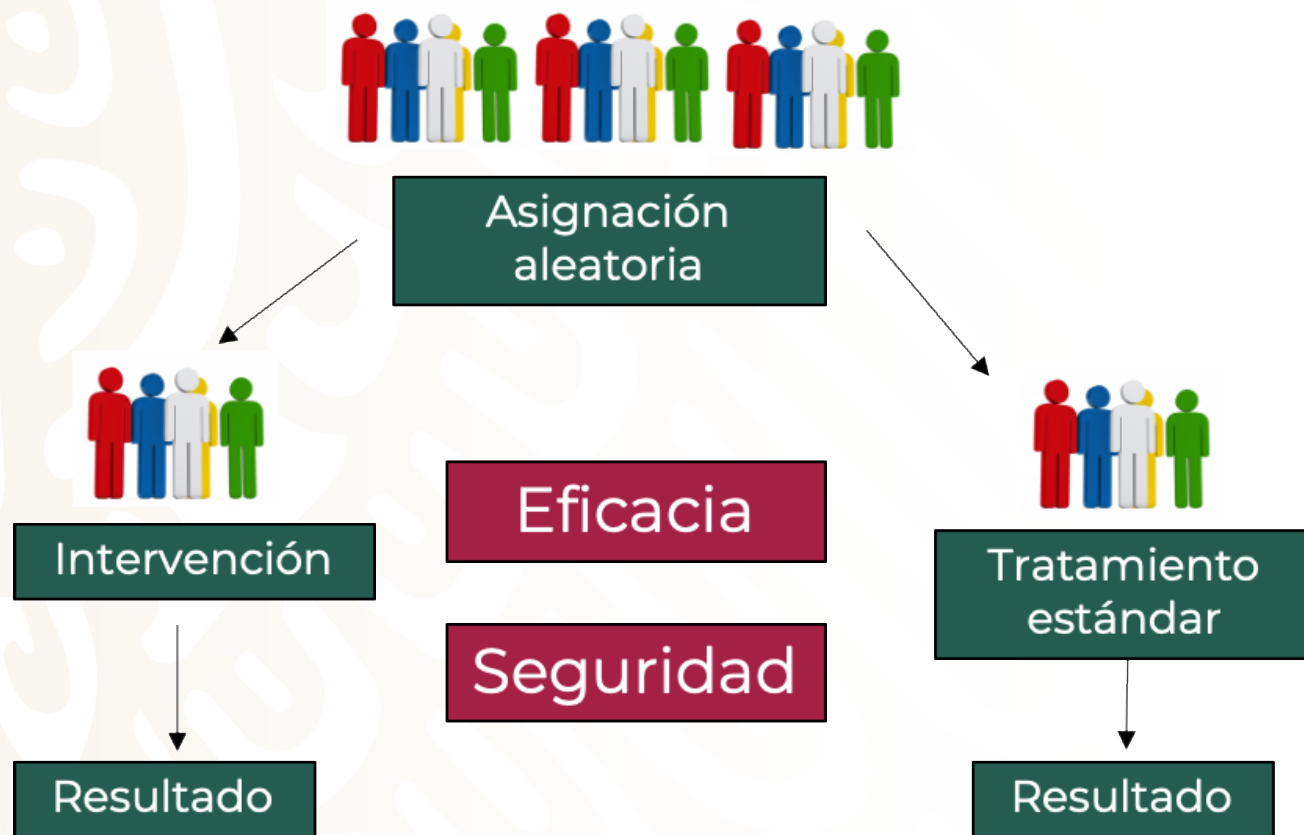 Asignación
aleatoria
Intervención
Eficacia
Seguridad
Tratamiento
estándar
Resultado
Resultado